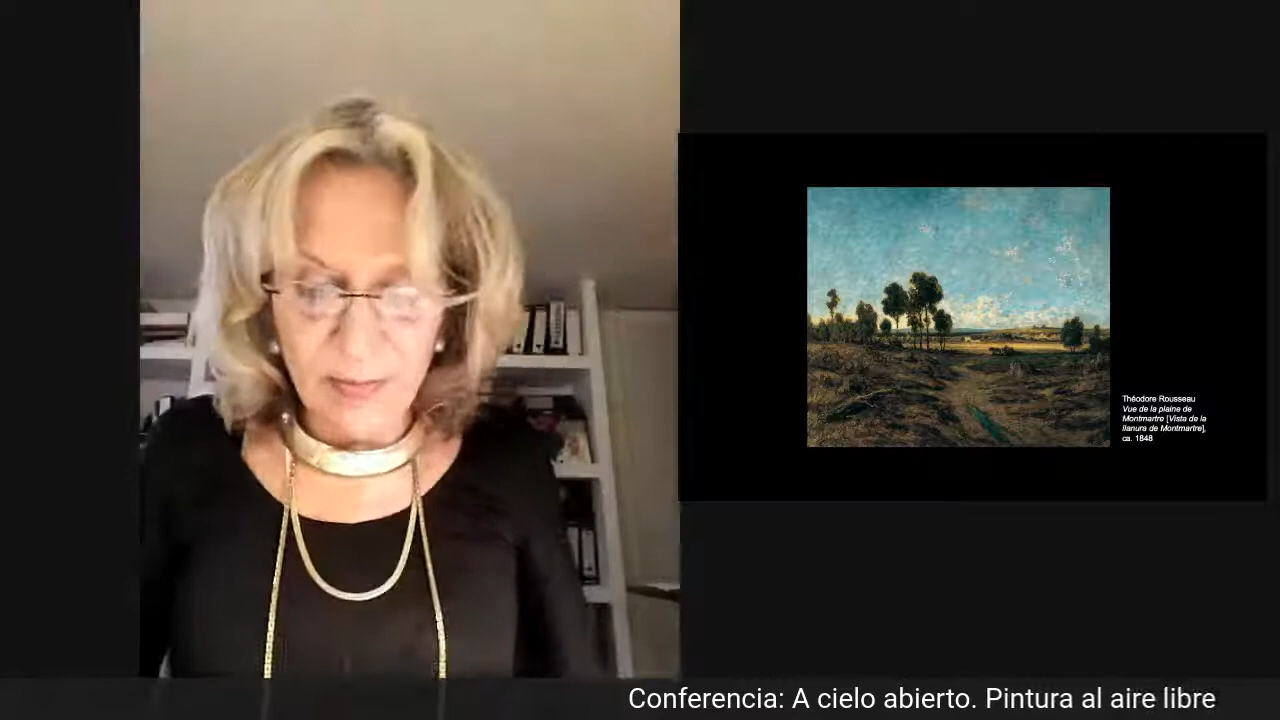 Théodore Rousseau
Vue de la plaine de
Montmartre [Vista de la
llanura de Montmartre],
ca. 1848
Conferencia: A cielo abierto. Pintura al aire libre